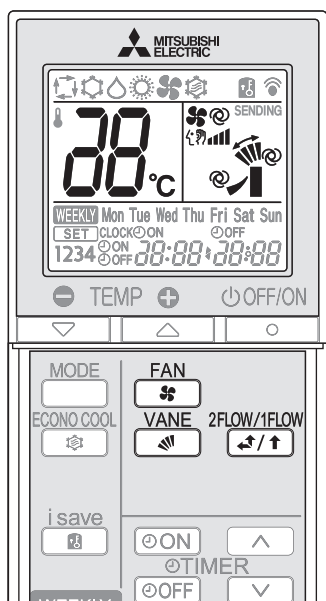 MITSUBISHI
ELECTRIC
SENDING
88 °C
WEEKLY Mon Tue Wed Thu Fri Sat Sun
SET CLOCK ON OFF
1234 ON OFF 88:88 88:88
TEMP OFF/ON
MODE FAN
ECONO COOL VANE 2FLOW/1FLOW
i save
ON
TIMER
OFF
WEEKLY